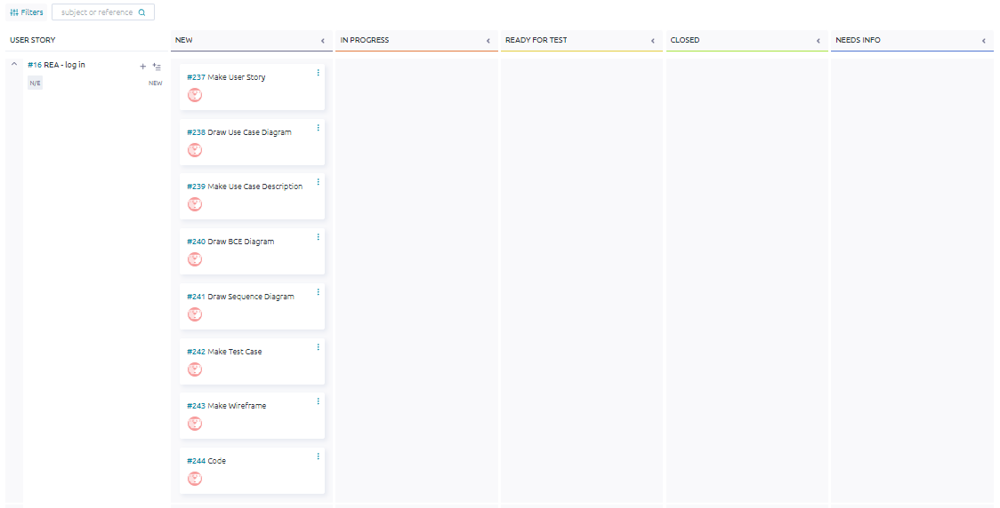 Filters
subject or reference
USER STORY
NEW
IN PROGRESS
READY FOR TEST
CLOSED
NEEDS INFO
#16 REA - log in
N/E
NEW
#237 Make User Story
#238 Draw Use Case Diagram
#239 Make Use Case Description
#240 Draw BCE Diagram
#241 Draw Sequence Diagram
#242 Make Test Case
#243 Make Wireframe
#244 Code